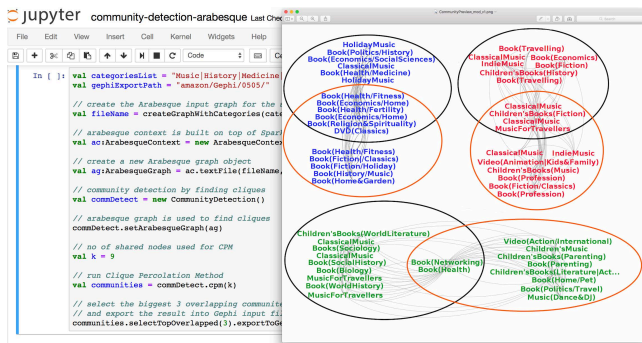 jupyter community-detection-arabesque Last Chec
File Edit View Insert Cell Kernel Widgets Help
Code
In [ ]: val categoriesList = "Music|History|Medicine
val gephiExportPath = "amazon/Gephi/0505/"
// create the Arabesque input graph for the
val fileName = createGraphWithCategories(cate
// arabesque context is built on top of Spar
val ac:ArabesqueContext = new ArabesqueConte
// create a new Arabesque graph object
val ag:ArabesqueGraph = ac.textFile(fileName,
// community detection by finding cliques
val commDetect = new CommunityDetection()
// arabesque graph is used to find cliques
commDetect.setArabesqueGraph(ag)
// no of shared nodes used for CPM
val k = 9
// run Clique Percolation Method
val communities = commDetect.cpm(k)
// select the biggest 3 overlapping communite
// and export the result into Gephi input fi
communities.selectTopOverlapped(3).exportToGe
HolidayMusic
Book(Politics/History)
Book(Economics/SocialSciences)
ClassicalMusic
Book(Health/Medicine)
HolidayMusic
Book(Health/Fitness)
Book(Economics/Home)
Book(Health/Fertility)
Book(Economics/Home)
Book(Religion&Spirituality)
DVD(Classics)
Book(Health/Fitness)
Book(Fiction/Classics)
Book(Fiction/Holiday)
Book(History/Music)
Book(Home&Garden)
Book(Travelling)
ClassicalMusic Book(Economics)
IndieMusic Book(Fiction)
Children'sBooks(History)
Book(Travelling)
ClassicalMusic
Children'sBooks(Fiction)
ClassicalMusic
MusicForTravellers
ClassicalMusic IndieMusic
Video(Animation|Kids&Family)
Children'sBooks(Music)
Book(Profession)
Book(Fiction/Classics)
Book(Profession)
Children'sBooks(WorldLiterature)
ClassicalMusic
Books(Sociology)
ClassicalMusic
Book(SocialHistory)
Book(Biology)
MusicForTravellers
Book(WorldHistory)
MusicForTravellers
Book(Networking)
Book(Health)
Video(Action/International)
Children'sMusic
Children'sBooks(Parenting)
Book(Parenting)
Children'sBooks(Literature|Act...
Book(Home/Pet)
Book(Politics/Travel)
Music(Dance&DJ)